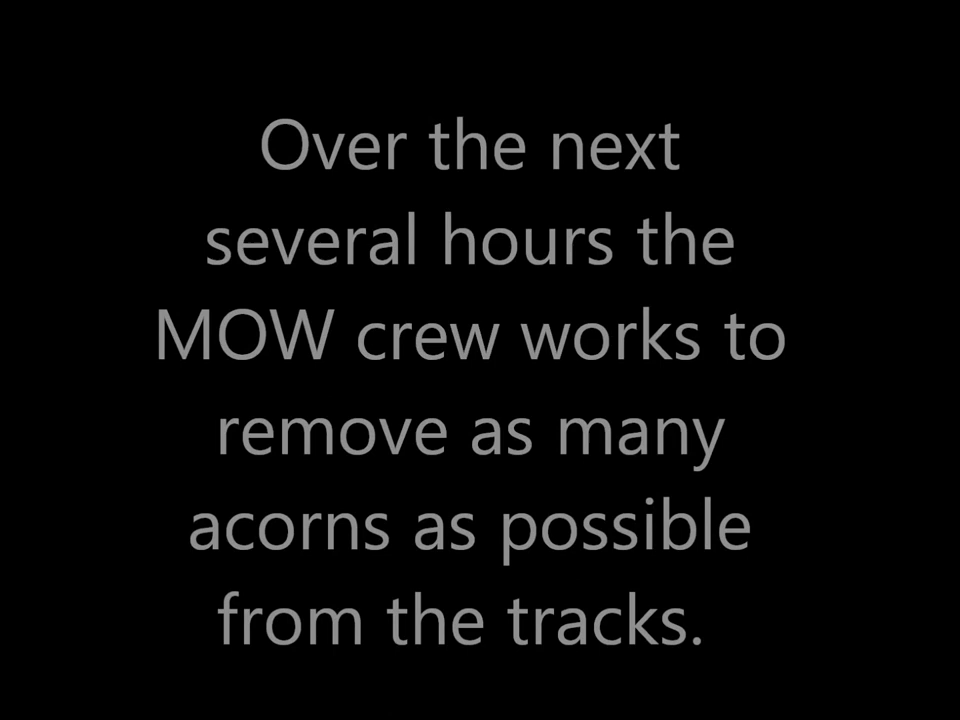 Over the next
several hours the
MOW crew works to
remove as many
acorns as possible
from the tracks.